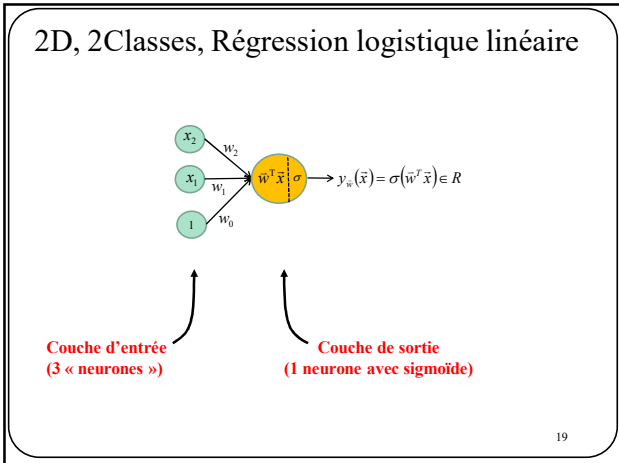 2D, 2Classes, Régression logistique linéaire
x₂
w₂
x₁
w₁
1
w₀
w⃗ᵀx⃗ σ
y_w⃗(x⃗) = σ(w⃗ᵀx⃗) ∈ R
Couche d'entrée
(3 « neurones »)
Couche de sortie
(1 neurone avec sigmoïde)
19